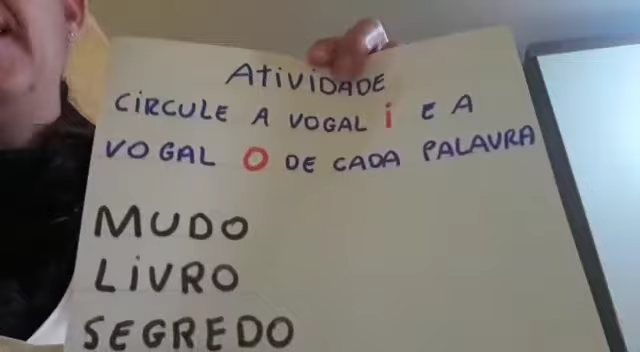 ATIVIDADE
CIRCULE A VOGAL i E A
VOGAL O DE CADA PALAVRA
MUDO
LIVRO
SEGREDO